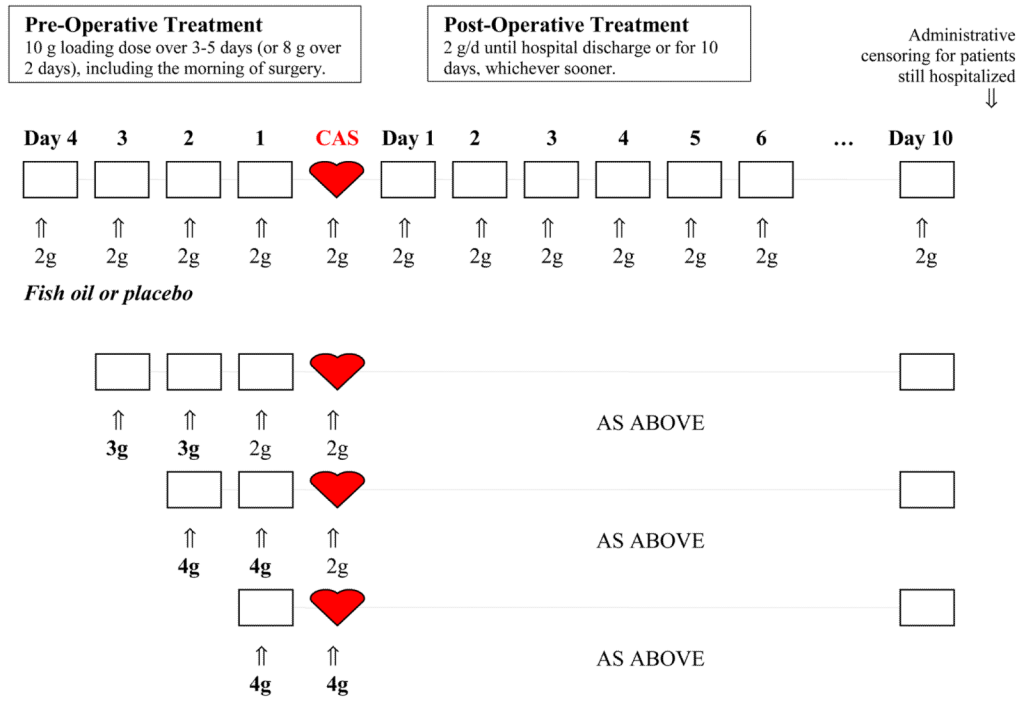 Pre-Operative Treatment
10 g loading dose over 3-5 days (or 8 g over
2 days), including the morning of surgery.
Post-Operative Treatment
2 g/d until hospital discharge or for 10
days, whichever sooner.
Administrative
censoring for patients
still hospitalized
⇓
Day 4 3 2 1 CAS Day 1 2 3 4 5 6 ... Day 10
⇑ ⇑ ⇑ ⇑ ⇑ ⇑ ⇑ ⇑ ⇑ ⇑ ⇑ ⇑
2g 2g 2g 2g 2g 2g 2g 2g 2g 2g 2g 2g
Fish oil or placebo
⇑ ⇑ ⇑ ⇑
AS ABOVE
3g 3g 2g 2g
⇑ ⇑ ⇑
AS ABOVE
4g 4g 2g
⇑ ⇑
AS ABOVE
4g 4g